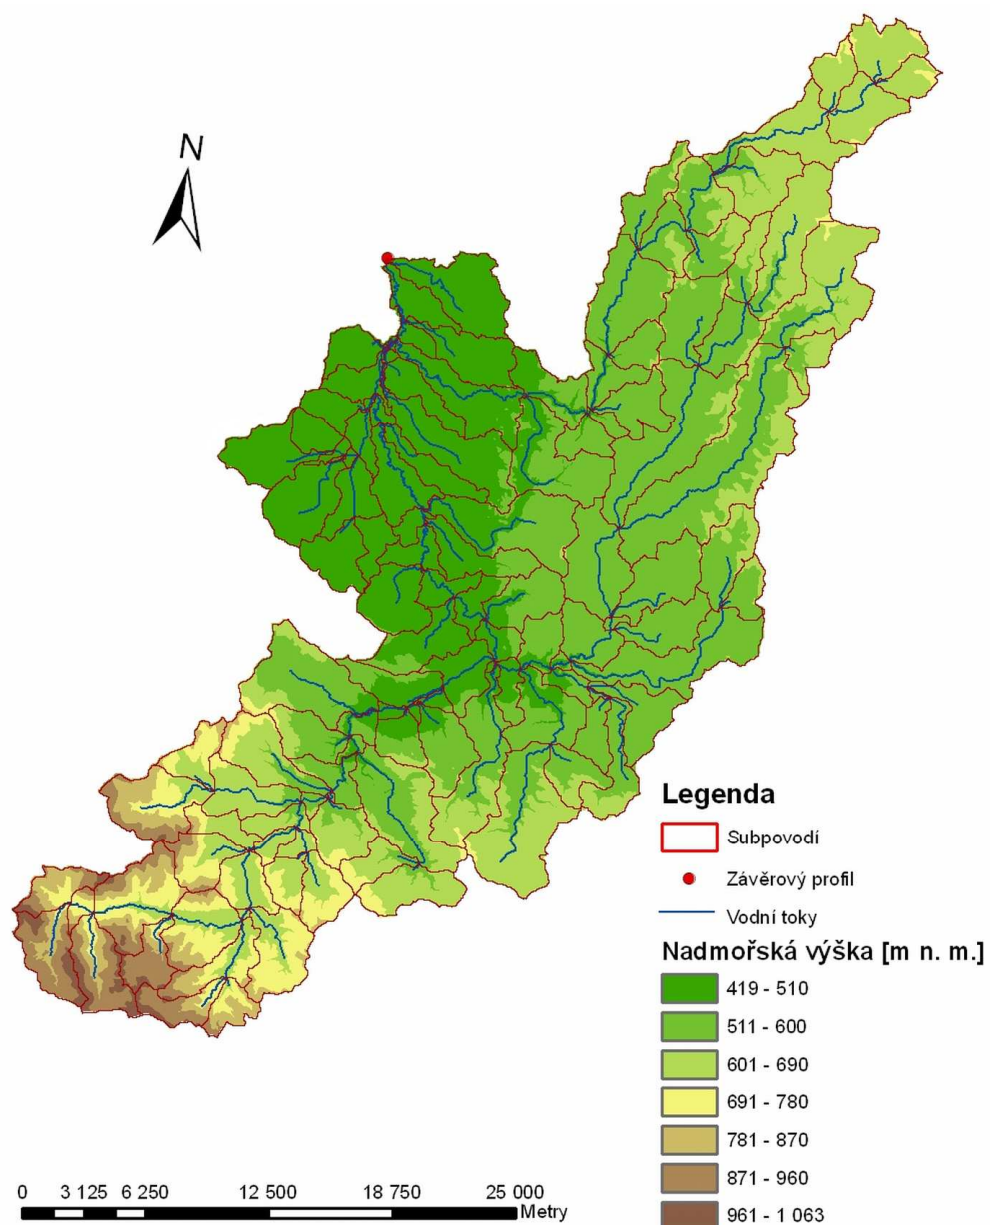 N
Legenda
Subpovodí
Závěrový profil
Vodní toky
Nadmořská výška [m n. m.]
419 - 510
511 - 600
601 - 690
691 - 780
781 - 870
871 - 960
961 - 1 063
0 3 125 6 250 12 500 18 750 25 000
Metry